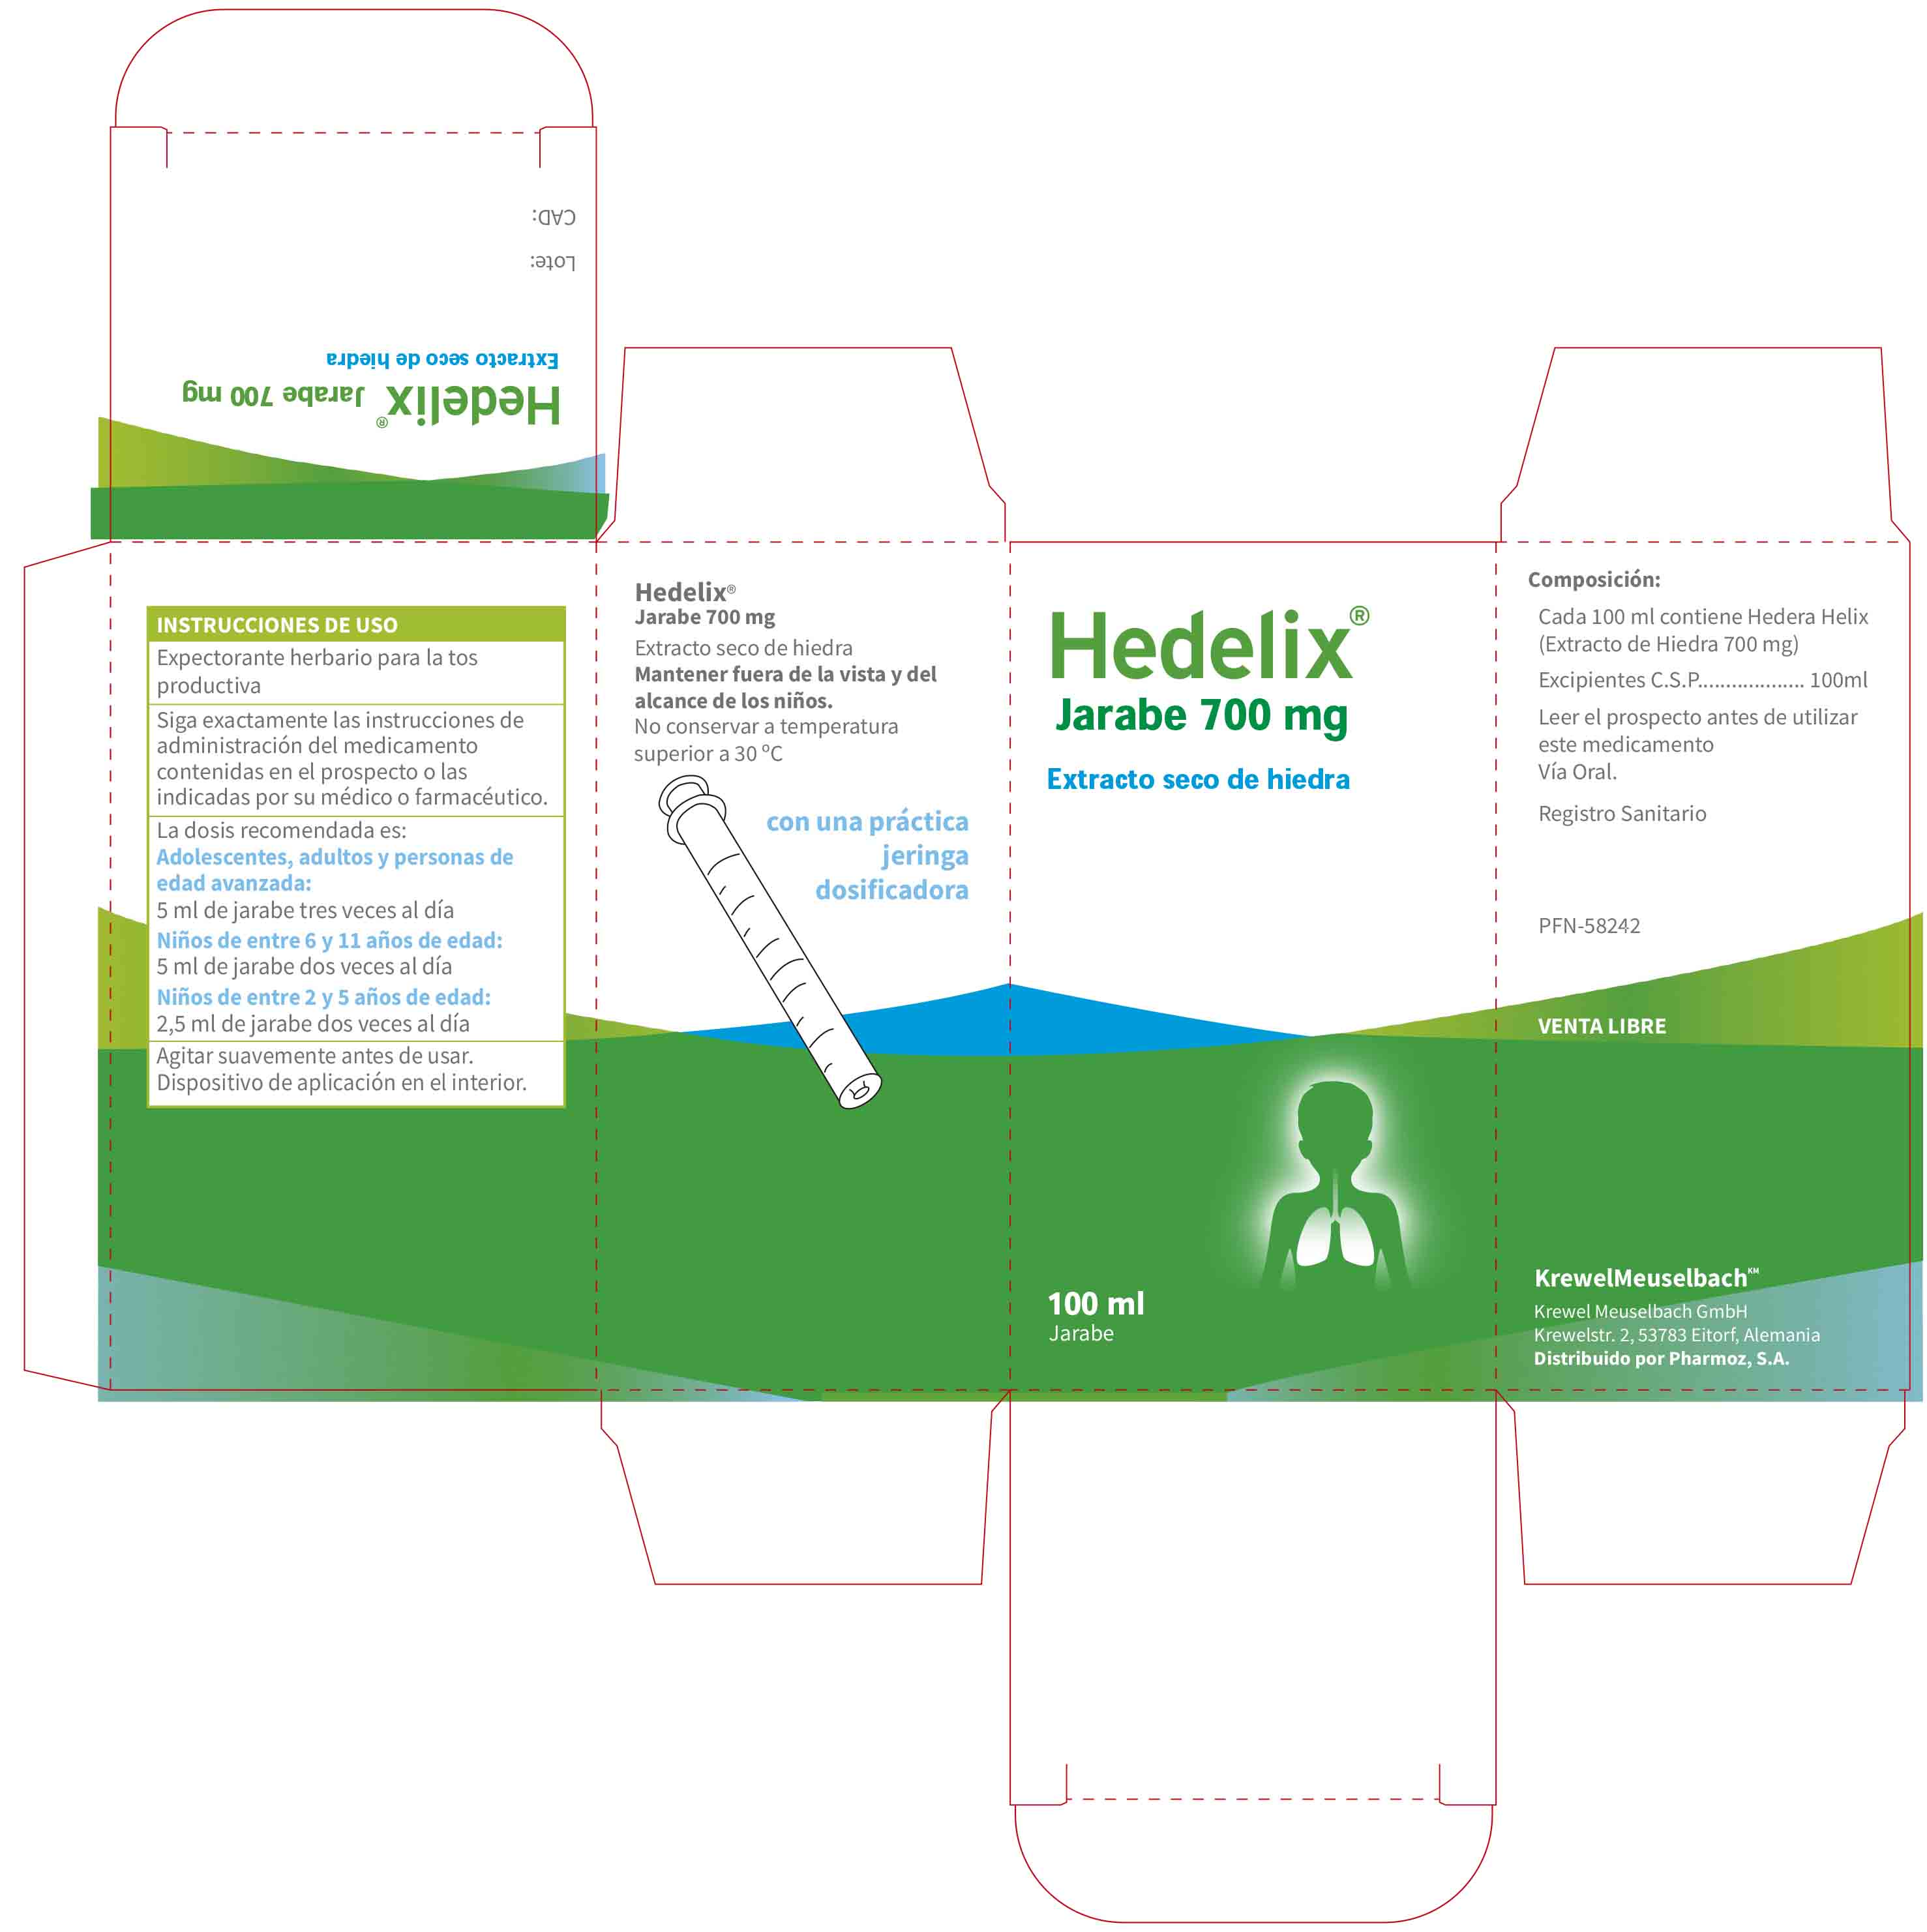 CAD:
Lote:
Extracto seco de hiedra
Hedelix® Jarabe 700 mg
INSTRUCCIONES DE USO
Expectorante herbario para la tos
productiva
Siga exactamente las instrucciones de
administración del medicamento
contenidas en el prospecto o las
indicadas por su médico o farmacéutico.
La dosis recomendada es:
Adolescentes, adultos y personas de
edad avanzada:
5 ml de jarabe tres veces al día
Niños de entre 6 y 11 años de edad:
5 ml de jarabe dos veces al día
Niños de entre 2 y 5 años de edad:
2,5 ml de jarabe dos veces al día
Agitar suavemente antes de usar.
Dispositivo de aplicación en el interior.
Hedelix®
Jarabe 700 mg
Extracto seco de hiedra
Mantener fuera de la vista y del
alcance de los niños.
No conservar a temperatura
superior a 30 ºC
con una práctica
jeringa
dosificadora
Hedelix®
Jarabe 700 mg
Extracto seco de hiedra
100 ml
Jarabe
Composición:
Cada 100 ml contiene Hedera Helix
(Extracto de Hiedra 700 mg)
Excipientes C.S.P................... 100ml
Leer el prospecto antes de utilizar
este medicamento
Vía Oral.
Registro Sanitario
PFN-58242
VENTA LIBRE
KrewelMeuselbach KM
Krewel Meuselbach GmbH
Krewelstr. 2, 53783 Eitorf, Alemania
Distribuido por Pharmoz, S.A.